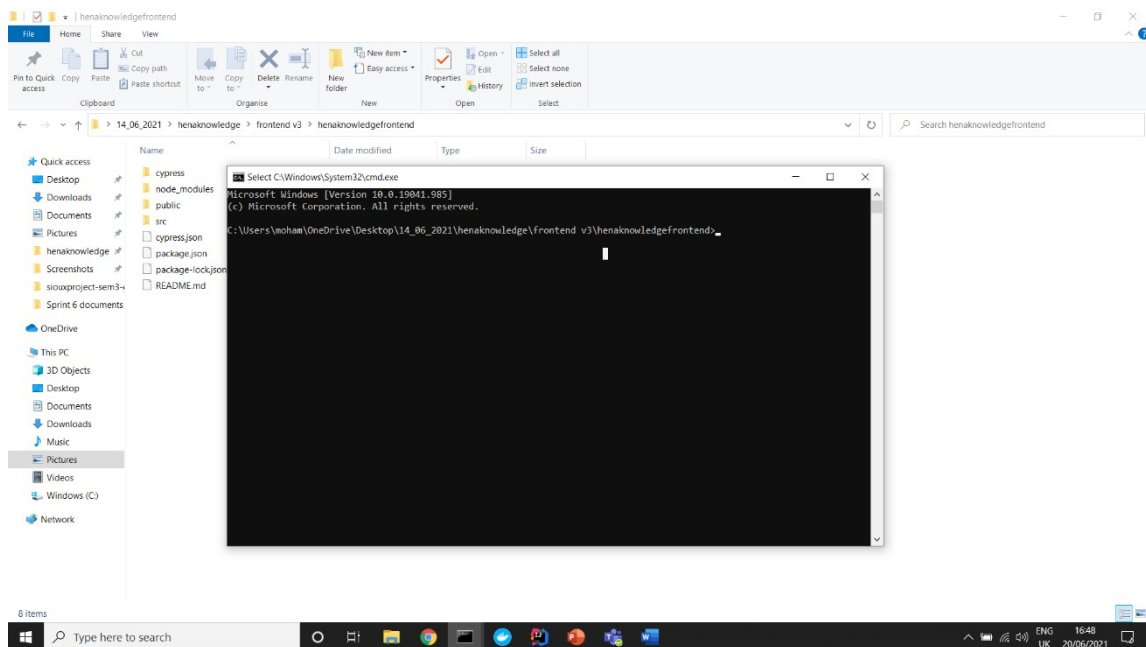 henaknowledgefrontend
File Home Share View
Pin to Quick access
Copy
Paste
Cut
Copy path
Paste shortcut
Clipboard
Move to
Copy to
Delete
Rename
Organise
New folder
New item
Easy access
New
Properties
Open
Edit
History
Open
Select all
Select none
Invert selection
Select
14_06_2021 > henaknowledge > frontend v3 > henaknowledgefrontend
Search henaknowledgefrontend
Name Date modified Type Size
Quick access
Desktop
Downloads
Documents
Pictures
henaknowledge
Screenshots
siouxproject-sem3-
Sprint 6 documents
OneDrive
This PC
3D Objects
Desktop
Documents
Downloads
Music
Pictures
Videos
Windows (C:)
Network
cypress
node_modules
public
src
cypress.json
package.json
package-lock.json
README.md
Select C:\Windows\System32\cmd.exe
Microsoft Windows [Version 10.0.19041.985]
(c) Microsoft Corporation. All rights reserved.
C:\Users\moham\OneDrive\Desktop\14_06_2021\henaknowledge\frontend v3\henaknowledgefrontend>
8 items
Type here to search
ENG
UK
16:48
20/06/2021